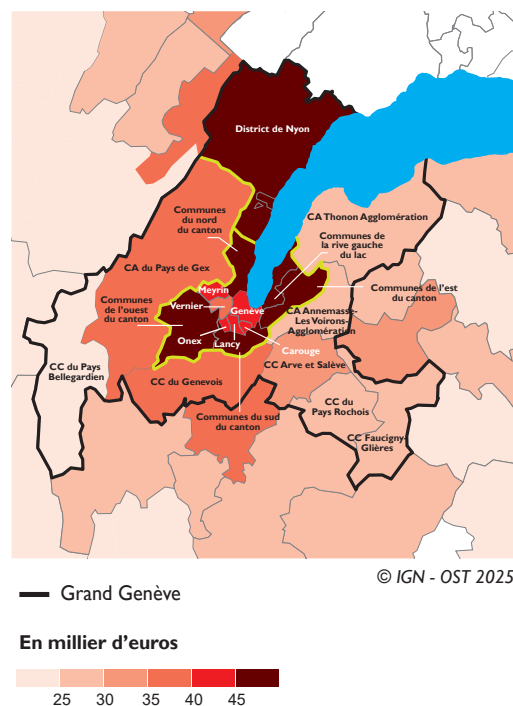 District de Nyon
Communes
du nord
du canton
CA Thonon Agglomération
Communes de
la rive gauche
du lac
CA du Pays de Gex
Meyrin
Communes de l'est
du canton
Communes
de l'ouest
du canton
Vernier
Genève
CA Annemasse-
Les Voirons-
Agglomération
Onex
Lancy
Carouge
CC du Pays
Bellegardien
CC Arve et Salève
CC du Genevois
CC du
Pays Rochois
Communes du sud
du canton
CC Faucigny-
Glières
© IGN - OST 2025
Grand Genève
En millier d'euros
25 30 35 40 45